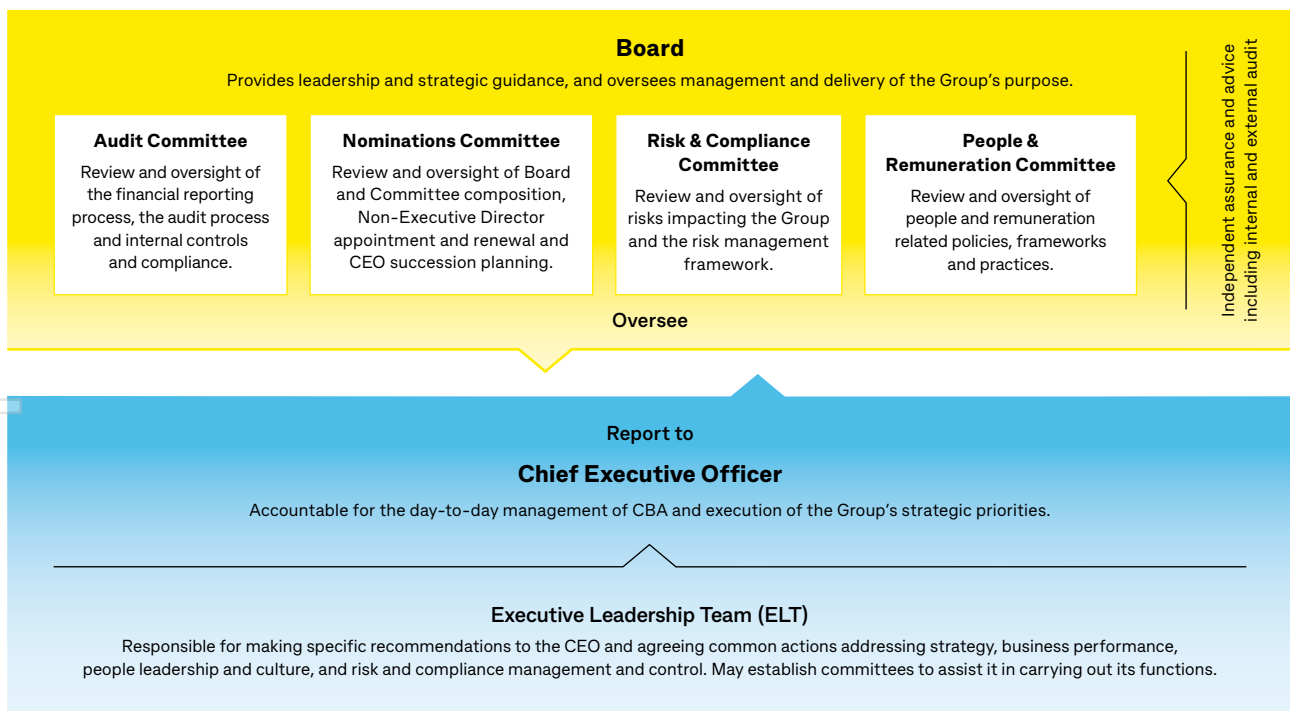 Board
Provides leadership and strategic guidance, and oversees management and delivery of the Group's purpose.
Audit Committee
Review and oversight of
the financial reporting
process, the audit process
and internal controls
and compliance.
Nominations Committee
Review and oversight of Board
and Committee composition,
Non-Executive Director
appointment and renewal and
CEO succession planning.
Risk & Compliance
Committee
Review and oversight of
risks impacting the Group
and the risk management
framework.
People &
Remuneration Committee
Review and oversight of
people and remuneration
related policies, frameworks
and practices.
Independent assurance and advice
including internal and external audit
Oversee
Report to
Chief Executive Officer
Accountable for the day-to-day management of CBA and execution of the Group's strategic priorities.
Executive Leadership Team (ELT)
Responsible for making specific recommendations to the CEO and agreeing common actions addressing strategy, business performance,
people leadership and culture, and risk and compliance management and control. May establish committees to assist it in carrying out its functions.